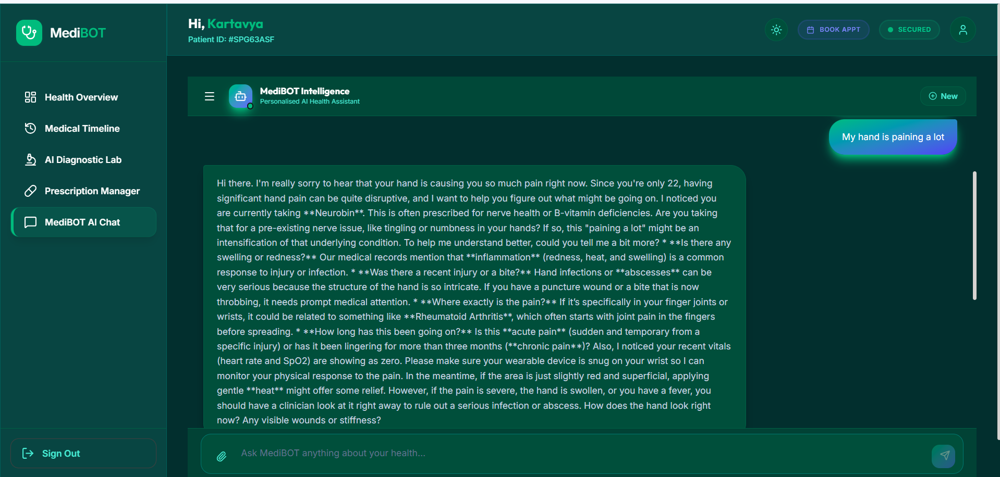 MediBOT
Hi, Kartavya
Patient ID: #SPG63ASF
BOOK APPT
SECURED
Health Overview
Medical Timeline
AI Diagnostic Lab
Prescription Manager
MediBOT AI Chat
Sign Out
MediBOT Intelligence
Personalised AI Health Assistant
New
My hand is paining a lot
Hi there. I'm really sorry to hear that your hand is causing you so much pain right now. Since you're only 22, having
significant hand pain can be quite disruptive, and I want to help you figure out what might be going on. I noticed you
are currently taking **Neurobin**. This is often prescribed for nerve health or B-vitamin deficiencies. Are you taking
that for a pre-existing nerve issue, like tingling or numbness in your hands? If so, this "paining a lot" might be an
intensification of that underlying condition. To help me understand better, could you tell me a bit more? * **Is there any
swelling or redness?** Our medical records mention that **inflammation** (redness, heat, and swelling) is a common
response to injury or infection. * **Was there a recent injury or a bite?** Hand infections or **abscesses** can be
very serious because the structure of the hand is so intricate. If you have a puncture wound or a bite that is now
throbbing, it needs prompt medical attention. * **Where exactly is the pain?** If it’s specifically in your finger joints or
wrists, it could be related to something like **Rheumatoid Arthritis**, which often starts with joint pain in the fingers
before spreading. * **How long has this been going on?** Is this **acute pain** (sudden and temporary from a
specific injury) or has it been lingering for more than three months (**chronic pain**)? Also, I noticed your recent vitals
(heart rate and SpO2) are showing as zero. Please make sure your wearable device is snug on your wrist so I can
monitor your physical response to the pain. In the meantime, if the area is just slightly red and superficial, applying
gentle **heat** might offer some relief. However, if the pain is severe, the hand is swollen, or you have a fever, you
should have a clinician look at it right away to rule out a serious infection or abscess. How does the hand look right
now? Any visible wounds or stiffness?
Ask MediBOT anything about your health...